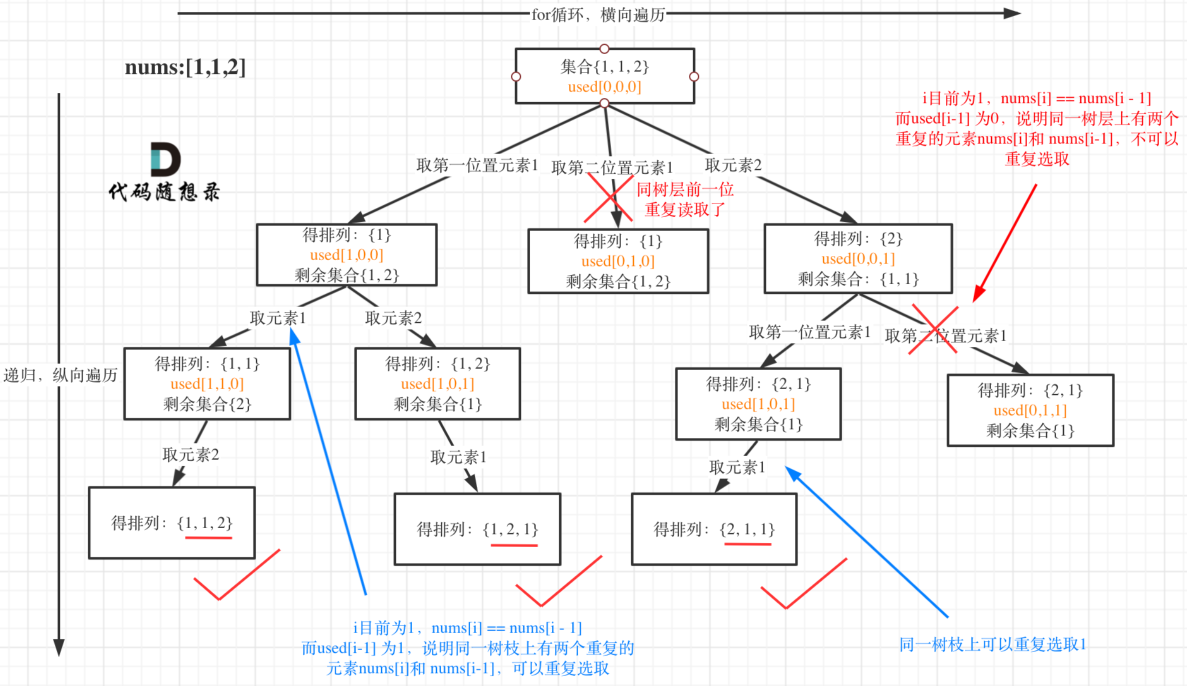 for循环，横向遍历
nums:[1,1,2]
集合{1, 1, 2}
used[0,0,0]
i目前为1，nums[i] == nums[i - 1]
而used[i-1] 为0，说明同一树层上有两个
重复的元素nums[i]和 nums[i-1]，不可以
重复选取
代码随想录
取第一位置元素1
取第二位置元素1
取元素2
同树层前一位
重复读取了
得排列：{1}
used[1,0,0]
剩余集合{1, 2}
得排列：{1}
used[0,1,0]
剩余集合{1, 2}
得排列：{2}
used[0,0,1]
剩余集合：{1, 1}
取元素1
取元素2
取第一位置元素1
取第二位置元素1
递归，纵向遍历
得排列：{1, 1}
used[1,1,0]
剩余集合{2}
得排列：{1, 2}
used[1,0,1]
剩余集合{1}
得排列：{2, 1}
used[1,0,1]
剩余集合{1}
得排列：{2, 1}
used[0,1,1]
剩余集合{1}
取元素2
取元素1
取元素1
得排列：{1, 1, 2}
得排列：{1, 2, 1}
得排列：{2, 1, 1}
i目前为1，nums[i] == nums[i - 1]
而used[i-1] 为1，说明同一树枝上有两个重复的
元素nums[i]和 nums[i-1]，可以重复选取
同一树枝上可以重复选取1